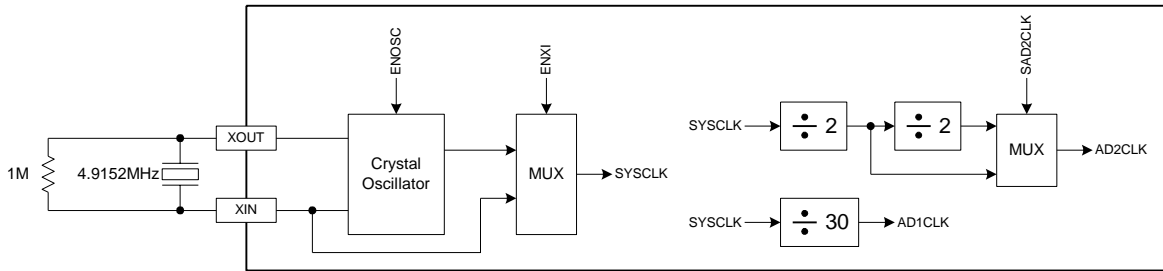 ENOSC
ENXI
SAD2CLK
XOUT
1M
4.9152MHz
XIN
Crystal
Oscillator
MUX
SYSCLK
SYSCLK
÷ 2
÷ 2
MUX
AD2CLK
SYSCLK
÷ 30
AD1CLK